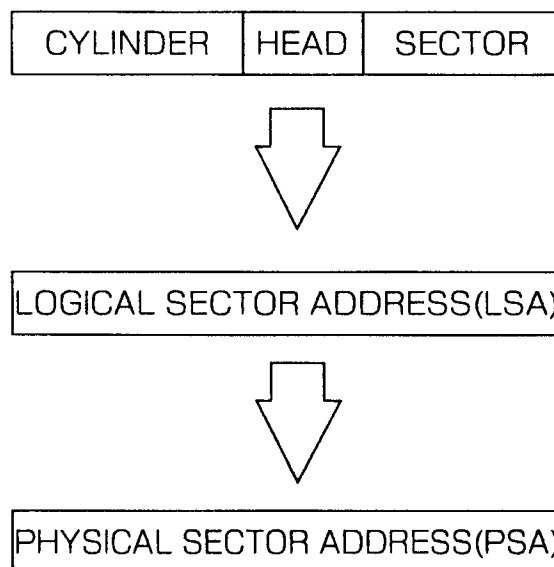 CYLINDER HEAD SECTOR
LOGICAL SECTOR ADDRESS(LSA)
PHYSICAL SECTOR ADDRESS(PSA)